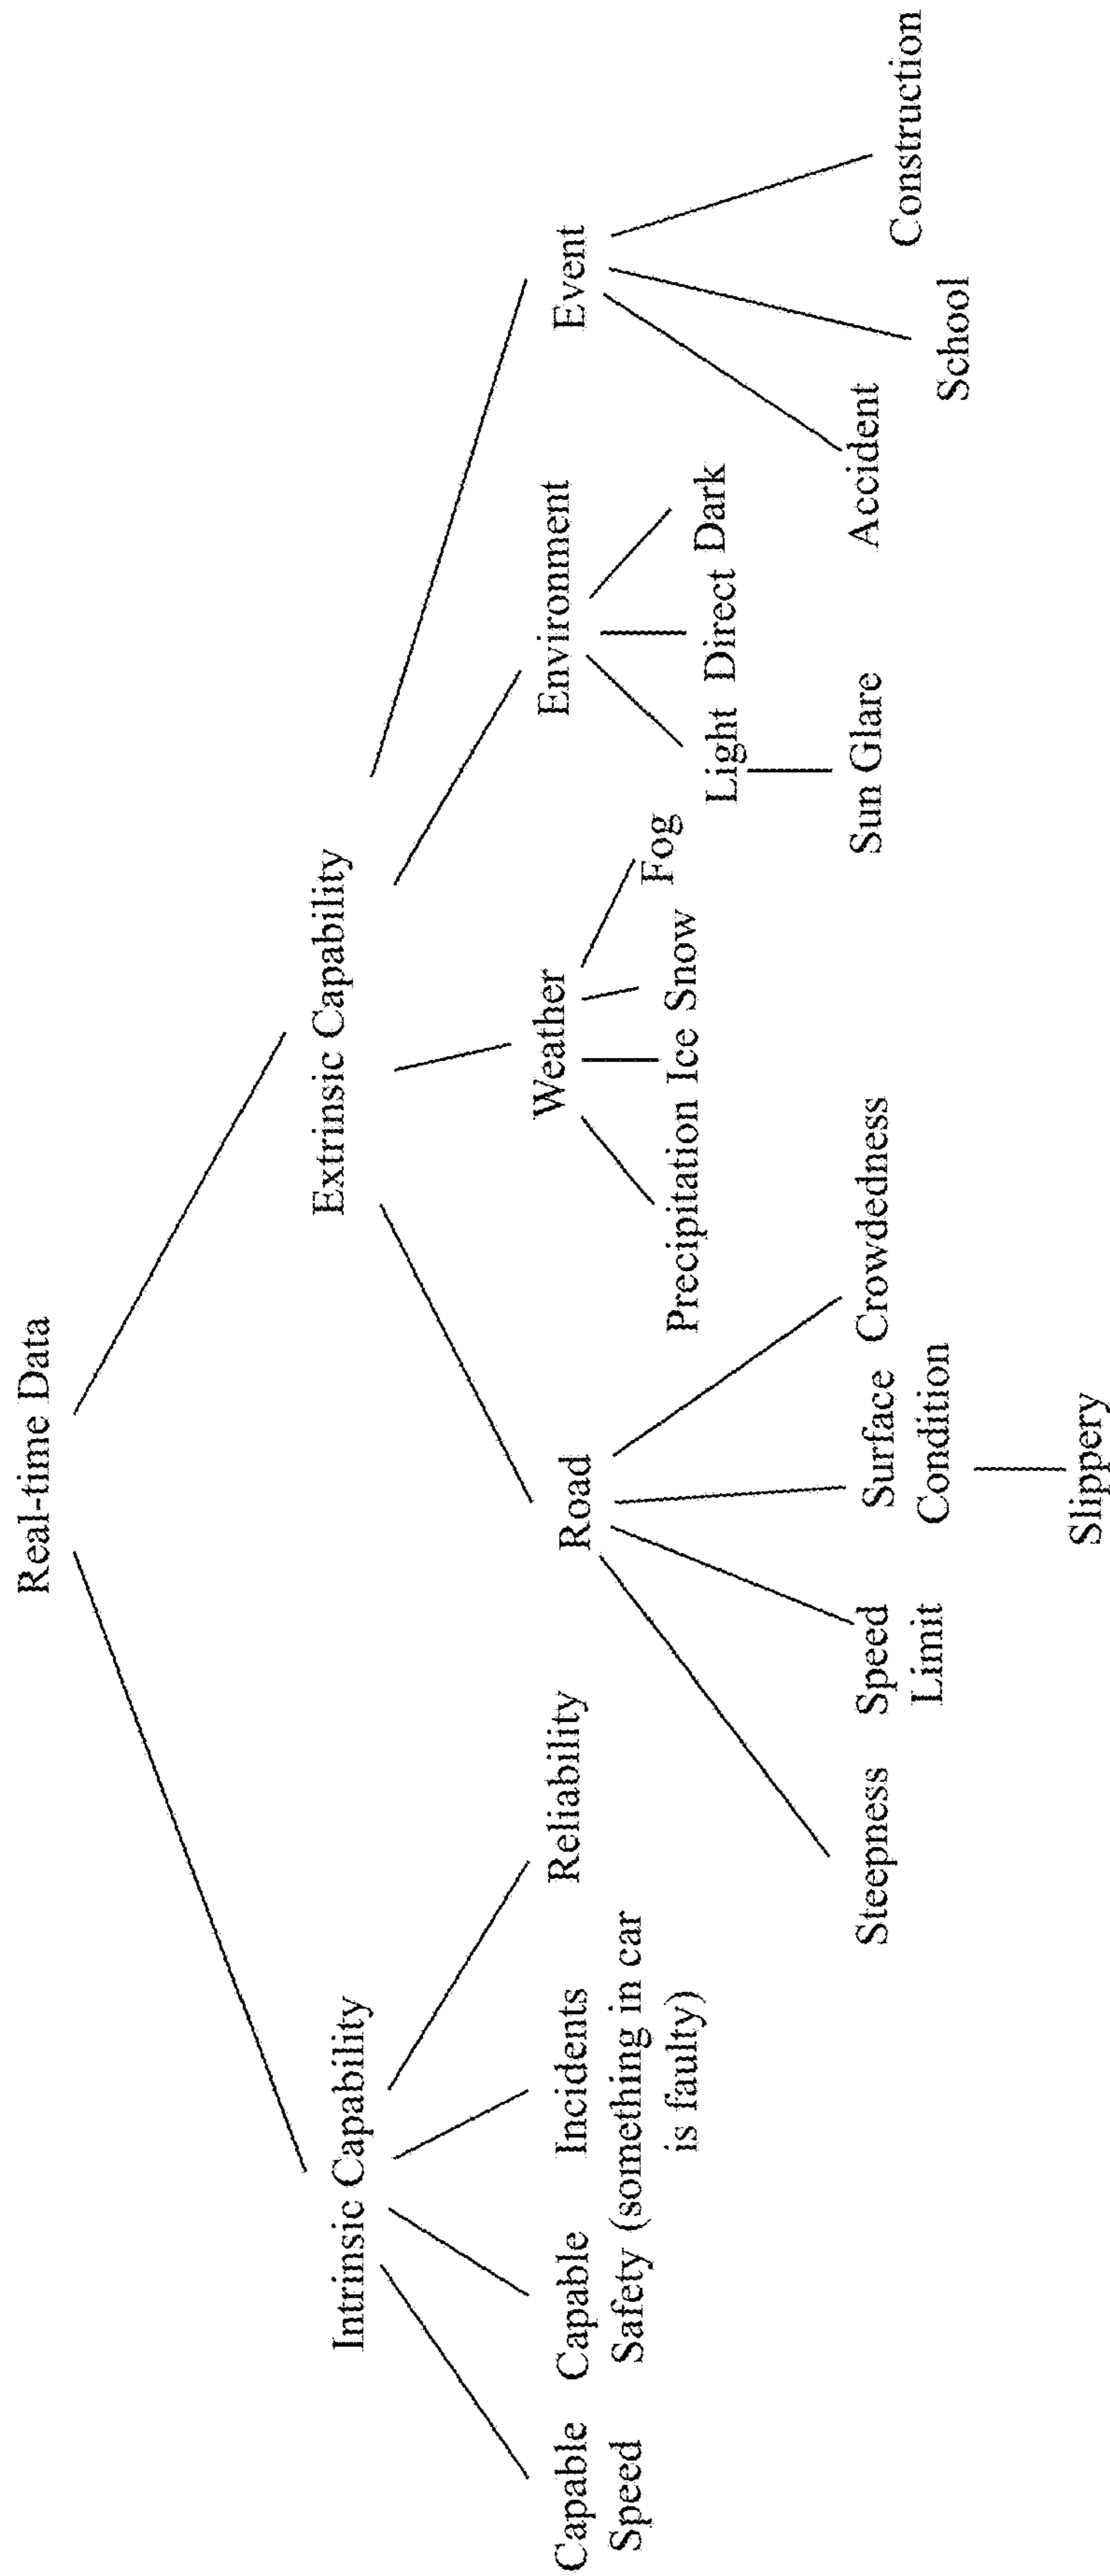 Real-time Data
Intrinsic Capability
Extrinsic Capability
Capable
Speed
Capable
Safety
Incidents
(something in car
is faulty)
Reliability
Road
Weather
Environment
Event
Steepness
Speed
Limit
Surface
Condition
Crowdedness
Slippery
Precipitation
Ice
Snow
Fog
Light
Direct
Dark
Sun Glare
Accident
School
Construction